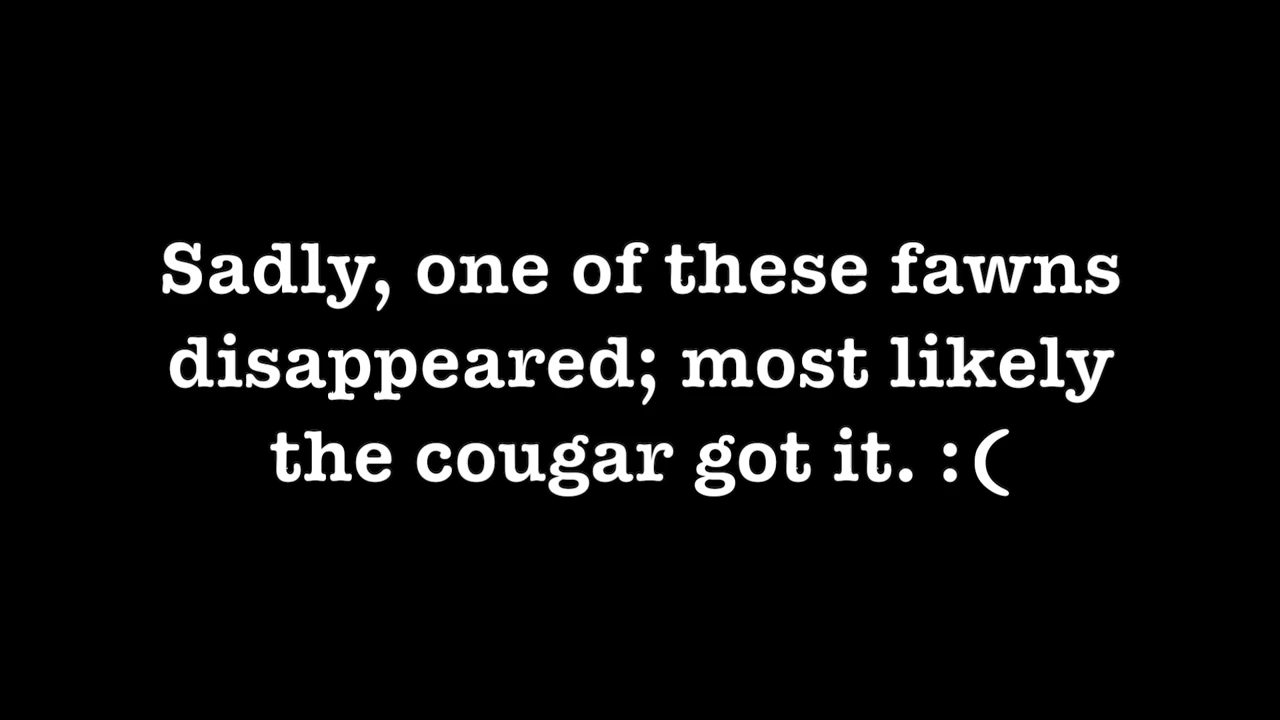 Sadly, one of these fawns
disappeared; most likely
the cougar got it. :(